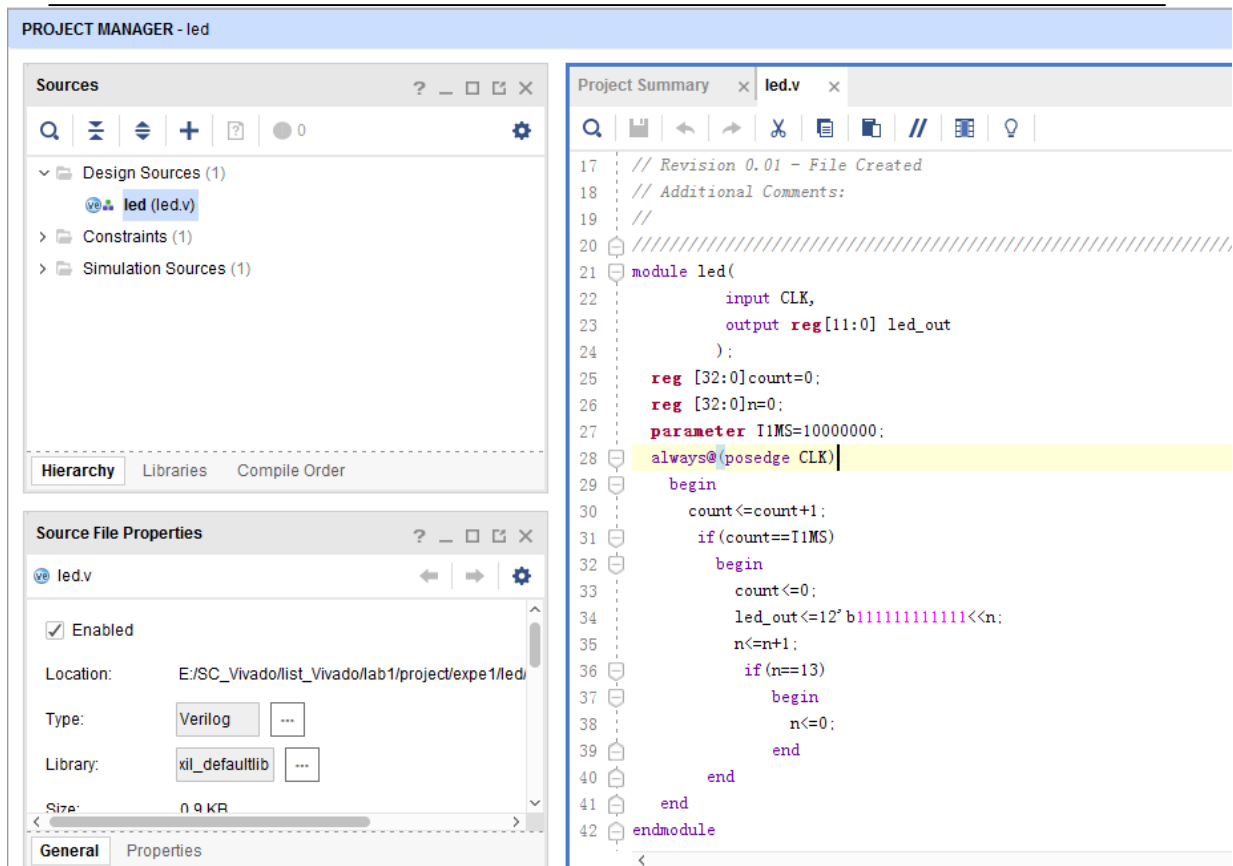 PROJECT MANAGER - led
Sources
? _
0
Design Sources (1)
led (led.v)
Constraints (1)
Simulation Sources (1)
Hierarchy Libraries Compile Order
Source File Properties
? _
led.v
Enabled
Location: E:/SC_Vivado/list_Vivado/lab1/project/expe1/led/
Type: Verilog ...
Library: xil_defaultlib ...
Size: 0.9 KB
General Properties
Project Summary × led.v ×
17 // Revision 0.01 - File Created
18 // Additional Comments:
19 //
20 //////////////////////////////////////////////////////////////////
21 module led(
22 input CLK,
23 output reg[11:0] led_out
24 );
25 reg [32:0]count=0;
26 reg [32:0]n=0;
27 parameter T1MS=10000000;
28 always@(posedge CLK)
29 begin
30 count<=count+1;
31 if(count==T1MS)
32 begin
33 count<=0;
34 led_out<=12'b111111111111<<n;
35 n<=n+1;
36 if(n==13)
37 begin
38 n<=0;
39 end
40 end
41 end
42 endmodule